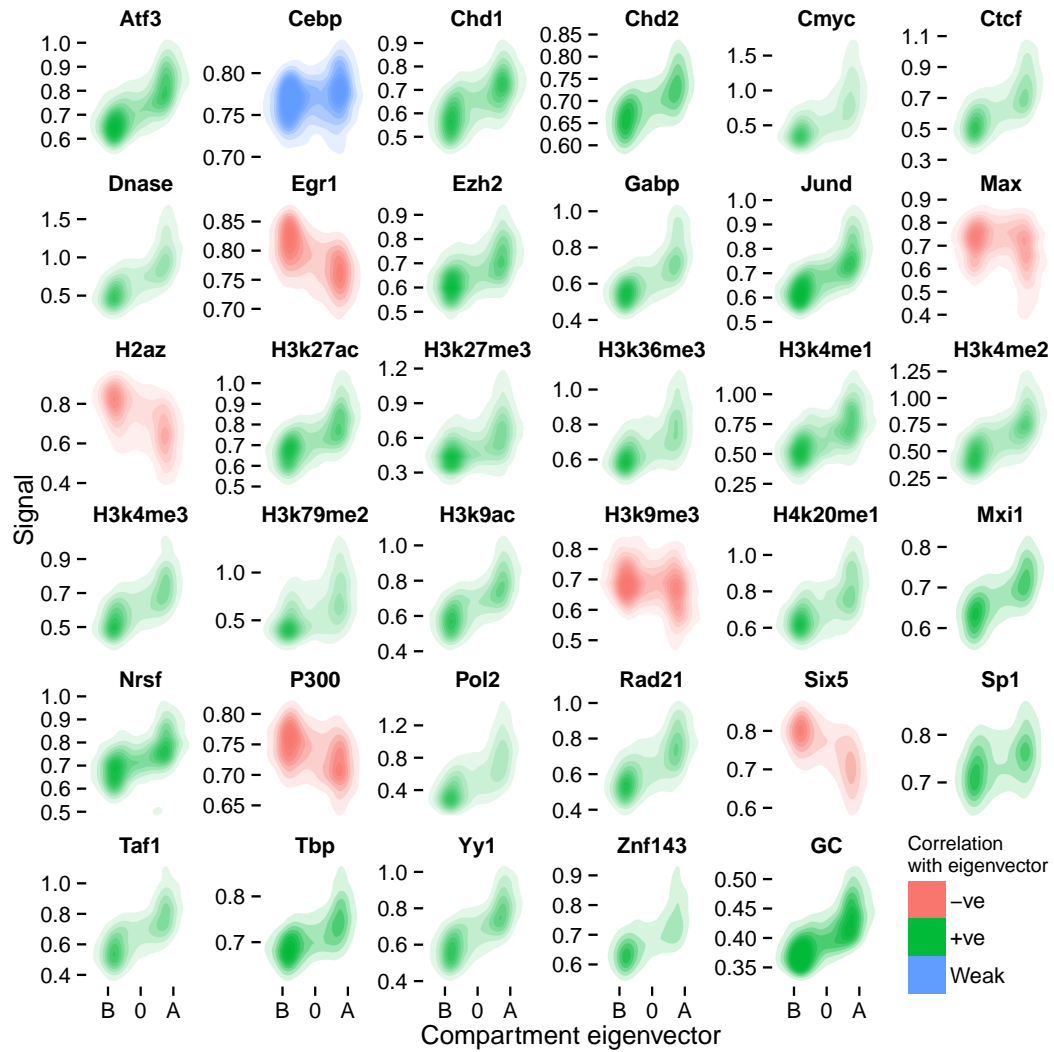 Atf3 Cebp Chd1 Chd2 Cmyc Ctcf
1.0 0.9 0.8 0.7 0.6
0.80 0.75 0.70
0.9 0.8 0.7 0.6 0.5
0.85 0.80 0.75 0.70 0.65 0.60
1.5 1.0 0.5
1.1 0.9 0.7 0.5 0.3
Dnase Egr1 Ezh2 Gabp Jund Max
1.5 1.0 0.5
0.85 0.80 0.75 0.70
0.9 0.8 0.7 0.6 0.5
1.0 0.8 0.6 0.4
1.0 0.9 0.8 0.7 0.6 0.5
0.9 0.8 0.7 0.6 0.5 0.4
H2az H3k27ac H3k27me3 H3k36me3 H3k4me1 H3k4me2
0.8 0.6 0.4
1.0 0.9 0.8 0.7 0.6 0.5
1.2 0.9 0.6 0.3
1.0 0.8 0.6
1.00 0.75 0.50 0.25
1.25 1.00 0.75 0.50 0.25
Signal
H3k4me3 H3k79me2 H3k9ac H3k9me3 H4k20me1 Mxi1
0.9 0.7 0.5
1.0 0.5
1.0 0.8 0.6 0.4
0.8 0.7 0.6 0.5
1.0 0.8 0.6
0.8 0.7 0.6
Nrsf P300 Pol2 Rad21 Six5 Sp1
1.0 0.9 0.8 0.7 0.6 0.5
0.80 0.75 0.70 0.65
1.2 0.8 0.4
1.0 0.8 0.6 0.4
0.8 0.7 0.6
0.8 0.7
Taf1 Tbp Yy1 Znf143 GC
1.0 0.8 0.6 0.4
0.8 0.7
1.0 0.8 0.6 0.4
0.9 0.8 0.7 0.6
0.50 0.45 0.40 0.35
Correlation
with eigenvector
−ve
+ve
Weak
B 0 A B 0 A B 0 A B 0 A B 0 A
Compartment eigenvector